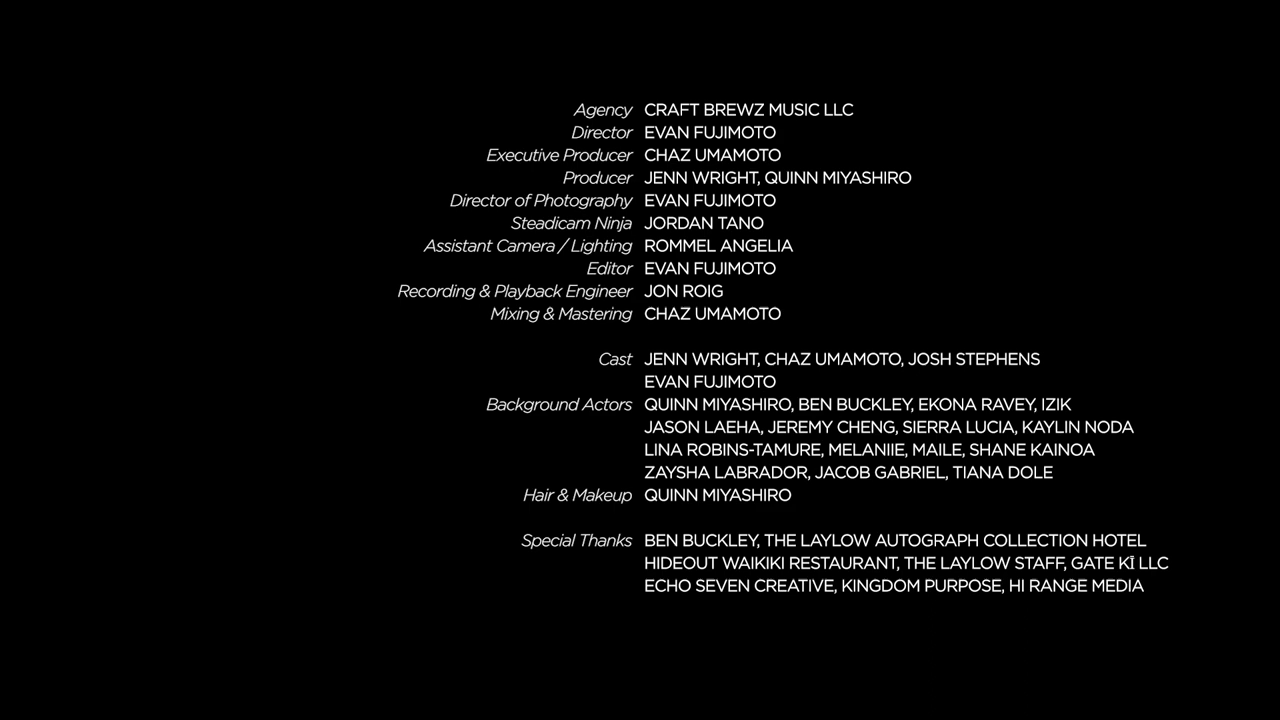 Agency CRAFT BREWZ MUSIC LLC
Director EVAN FUJIMOTO
Executive Producer CHAZ UMAMOTO
Producer JENN WRIGHT, QUINN MIYASHIRO
Director of Photography EVAN FUJIMOTO
Steadicam Ninja JORDAN TANO
Assistant Camera / Lighting ROMMEL ANGELIA
Editor EVAN FUJIMOTO
Recording & Playback Engineer JON ROIG
Mixing & Mastering CHAZ UMAMOTO
Cast JENN WRIGHT, CHAZ UMAMOTO, JOSH STEPHENS
EVAN FUJIMOTO
Background Actors QUINN MIYASHIRO, BEN BUCKLEY, EKONA RAVEY, IZIK
JASON LAEHA, JEREMY CHENG, SIERRA LUCIA, KAYLIN NODA
LINA ROBINS-TAMURE, MELANIIE, MAILE, SHANE KAINOA
ZAYSHA LABRADOR, JACOB GABRIEL, TIANA DOLE
Hair & Makeup QUINN MIYASHIRO
Special Thanks BEN BUCKLEY, THE LAYLOW AUTOGRAPH COLLECTION HOTEL
HIDEOUT WAIKIKI RESTAURANT, THE LAYLOW STAFF, GATE KĪ LLC
ECHO SEVEN CREATIVE, KINGDOM PURPOSE, HI RANGE MEDIA